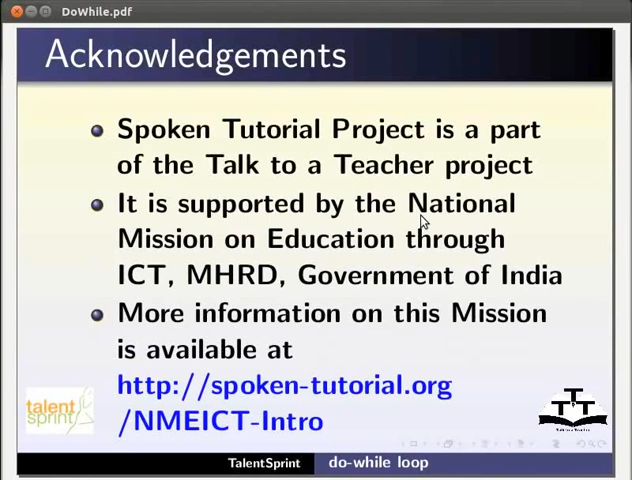 DoWhile.pdf
Acknowledgements
Spoken Tutorial Project is a part
of the Talk to a Teacher project
It is supported by the National
Mission on Education through
ICT, MHRD, Government of India
More information on this Mission
is available at
http://spoken-tutorial.org
/NMEICT-Intro
talent
sprint
TTT
TalentSprint
do-while loop